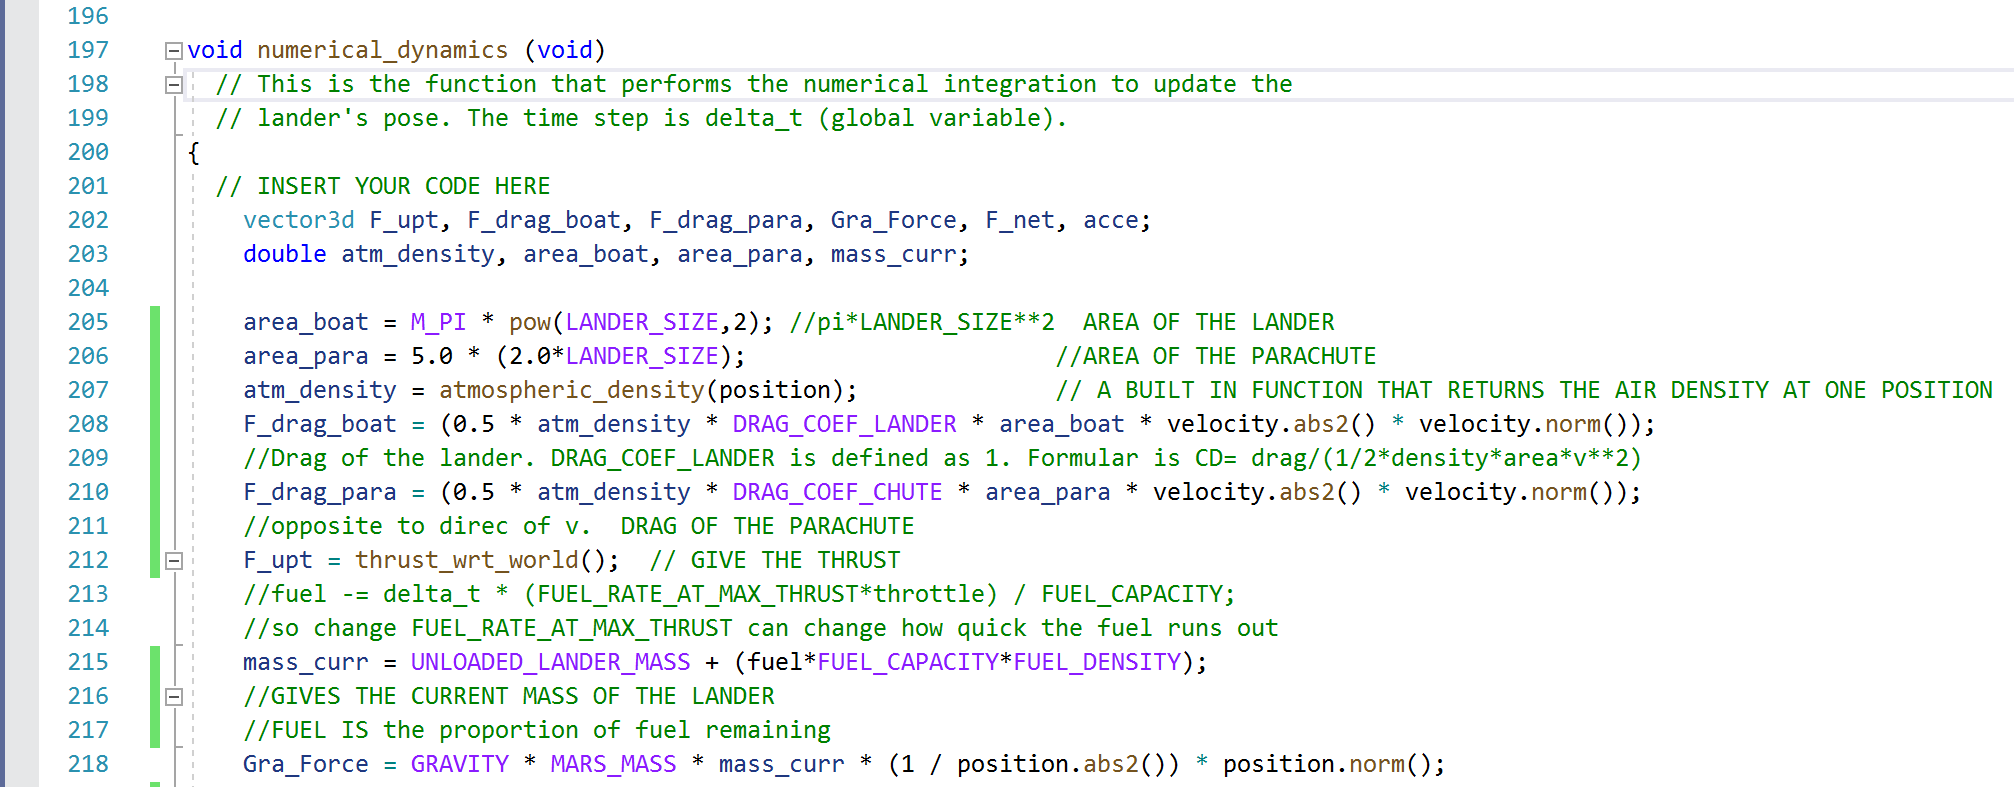 196
197 void numerical_dynamics (void)
198 // This is the function that performs the numerical integration to update the
199 // lander's pose. The time step is delta_t (global variable).
200 {
201 // INSERT YOUR CODE HERE
202 vector3d F_upt, F_drag_boat, F_drag_para, Gra_Force, F_net, acce;
203 double atm_density, area_boat, area_para, mass_curr;
204
205 area_boat = M_PI * pow(LANDER_SIZE,2); //pi*LANDER_SIZE**2  AREA OF THE LANDER
206 area_para = 5.0 * (2.0*LANDER_SIZE); //AREA OF THE PARACHUTE
207 atm_density = atmospheric_density(position); // A BUILT IN FUNCTION THAT RETURNS THE AIR DENSITY AT ONE POSITION
208 F_drag_boat = (0.5 * atm_density * DRAG_COEF_LANDER * area_boat * velocity.abs2() * velocity.norm());
209 //Drag of the lander. DRAG_COEF_LANDER is defined as 1. Formular is CD= drag/(1/2*density*area*v**2)
210 F_drag_para = (0.5 * atm_density * DRAG_COEF_CHUTE * area_para * velocity.abs2() * velocity.norm());
211 //opposite to direc of v.  DRAG OF THE PARACHUTE
212 F_upt = thrust_wrt_world();  // GIVE THE THRUST
213 //fuel -= delta_t * (FUEL_RATE_AT_MAX_THRUST*throttle) / FUEL_CAPACITY;
214 //so change FUEL_RATE_AT_MAX_THRUST can change how quick the fuel runs out
215 mass_curr = UNLOADED_LANDER_MASS + (fuel*FUEL_CAPACITY*FUEL_DENSITY);
216 //GIVES THE CURRENT MASS OF THE LANDER
217 //FUEL IS the proportion of fuel remaining
218 Gra_Force = GRAVITY * MARS_MASS * mass_curr * (1 / position.abs2()) * position.norm();